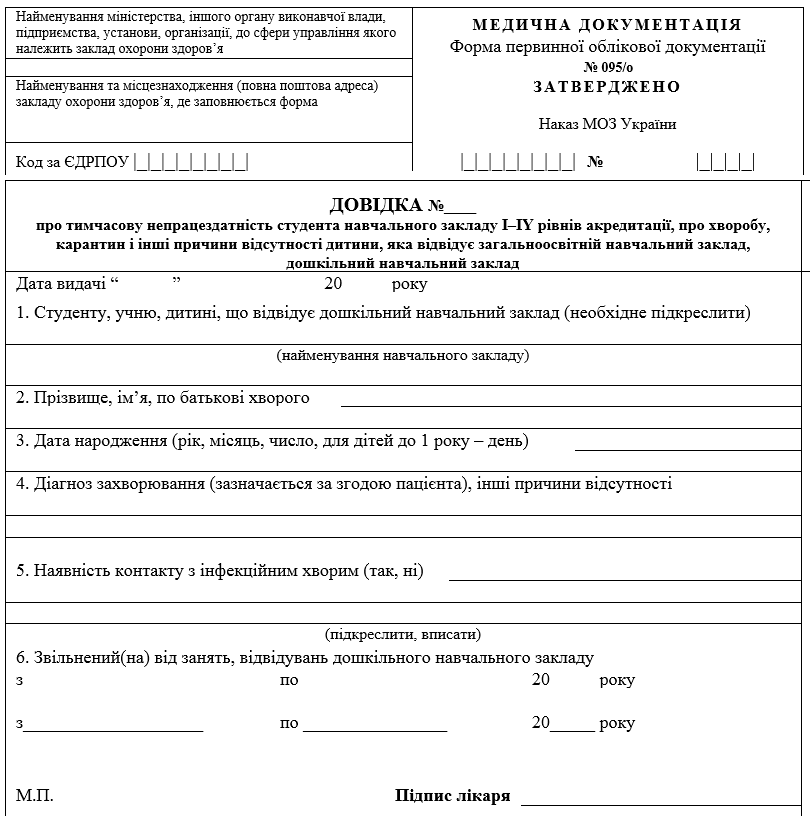 Найменування міністерства, іншого органу виконавчої влади,
підприємства, установи, організації, до сфери управління якого
належить заклад охорони здоров’я
Найменування та місцезнаходження (повна поштова адреса)
закладу охорони здоров’я, де заповнюється форма
Код за ЄДРПОУ |_|_|_|_|_|_|_|_|
МЕДИЧНА ДОКУМЕНТАЦІЯ
Форма первинної облікової документації
№ 095/о
ЗАТВЕРДЖЕНО
Наказ МОЗ України
|_|_|_|_|_|_|_|_| № |_|_|_|_|
ДОВІДКА №____
про тимчасову непрацездатність студента навчального закладу I–IY рівнів акредитації, про хворобу,
карантин і інші причини відсутності дитини, яка відвідує загальноосвітній навчальний заклад,
дошкільний навчальний заклад
Дата видачі “ ” 20 року
1. Студенту, учню, дитині, що відвідує дошкільний навчальний заклад (необхідне підкреслити)
(найменування навчального закладу)
2. Прізвище, ім’я, по батькові хворого
3. Дата народження (рік, місяць, число, для дітей до 1 року – день)
4. Діагноз захворювання (зазначається за згодою пацієнта), інші причини відсутності
5. Наявність контакту з інфекційним хворим (так, ні)
(підкреслити, вписати)
6. Звільнений(на) від занять, відвідувань дошкільного навчального закладу
з по 20 року
з____________________ по ________________ 20_____ року
М.П. Підпис лікаря